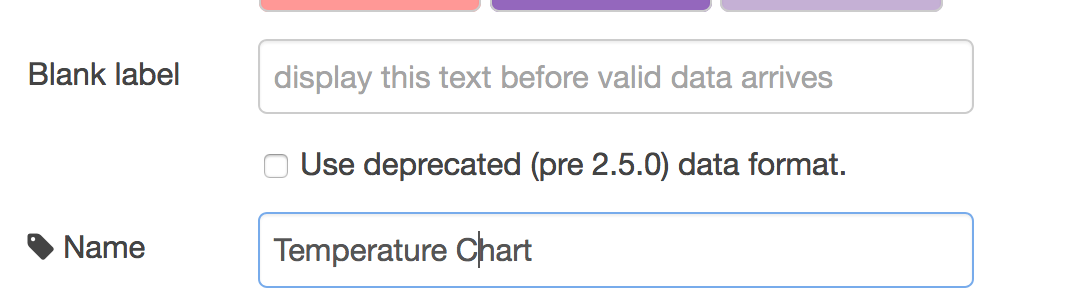 Blank label
display this text before valid data arrives
Use deprecated (pre 2.5.0) data format.
Name
Temperature Chart